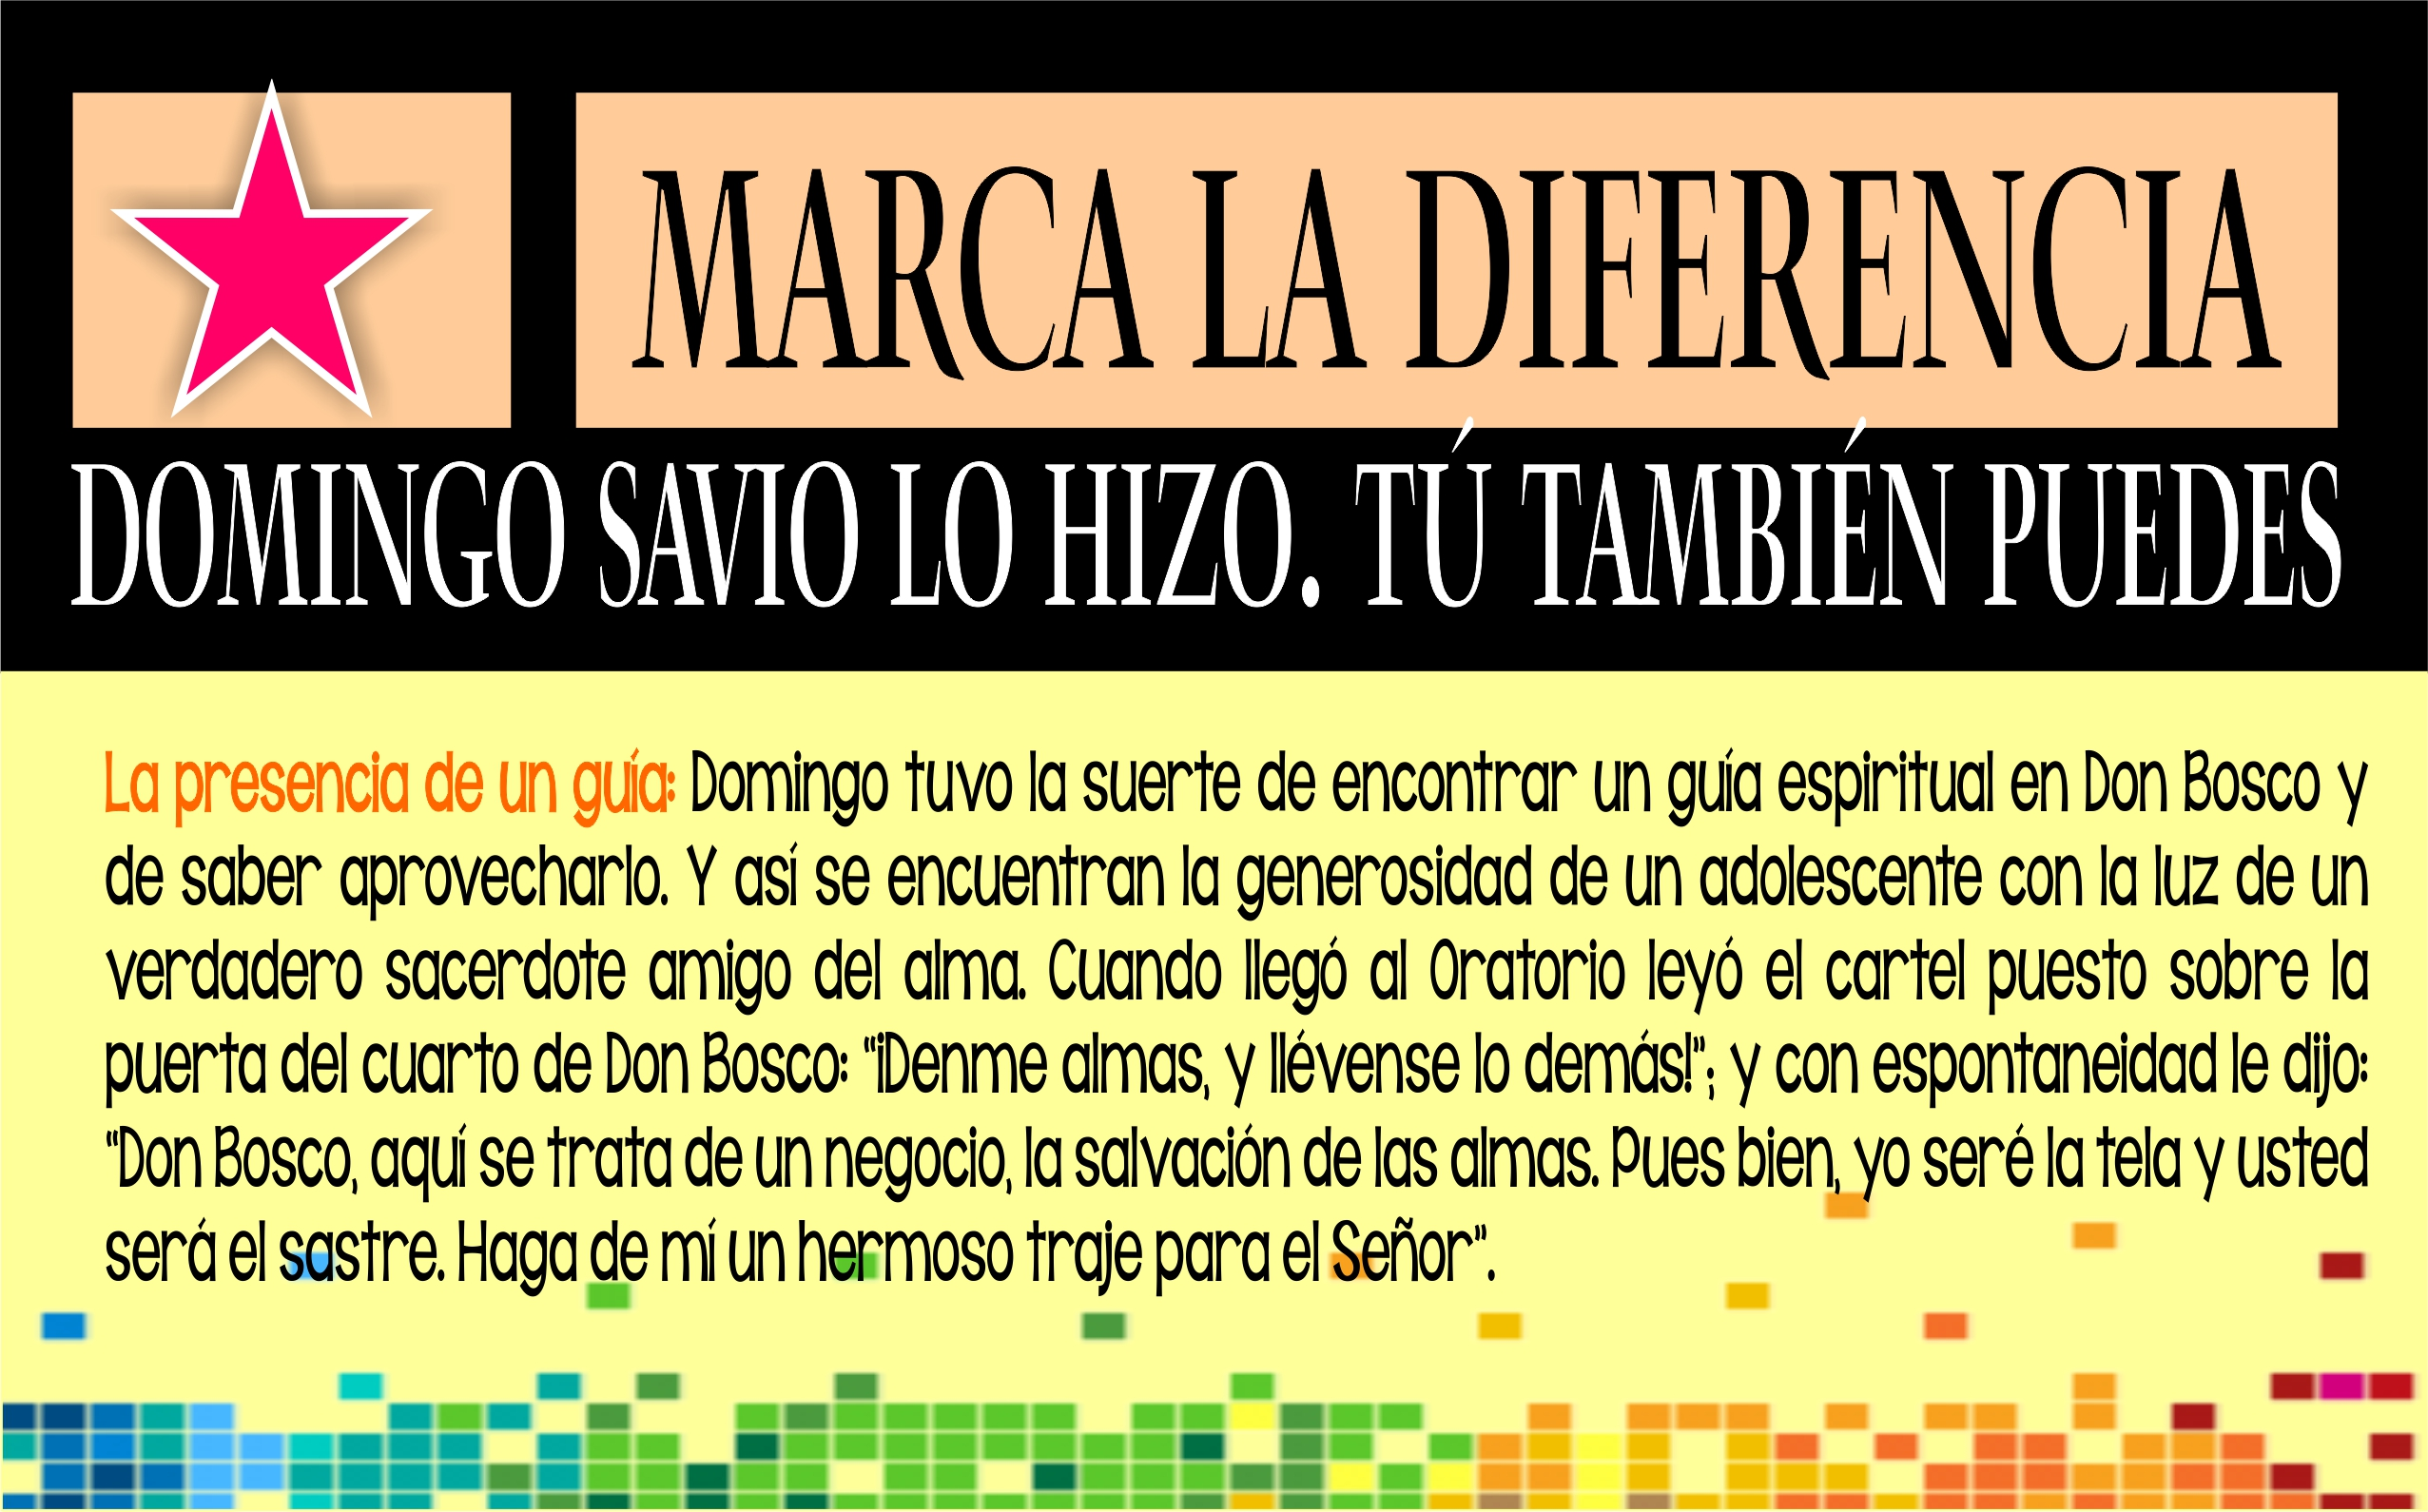 MARCA LA DIFERENCIA
DOMINGO SAVIO LO HIZO. TÚ TAMBIÉN PUEDES
La presencia de un guía: Domingo tuvo la suerte de encontrar un guía espiritual en Don Bosco y
de saber aprovecharlo. Y así se encuentran la generosidad de un adolescente con la luz de un
verdadero sacerdote amigo del alma. Cuando llegó al Oratorio leyó el cartel puesto sobre la
puerta del cuarto de Don Bosco: "¡Denme almas, y llévense lo demás!"; y con espontaneidad le dijo:
"Don Bosco, aquí se trata de un negocio, la salvación de las almas. Pues bien, yo seré la tela y usted
será el sastre. Haga de mí un hermoso traje para el Señor".